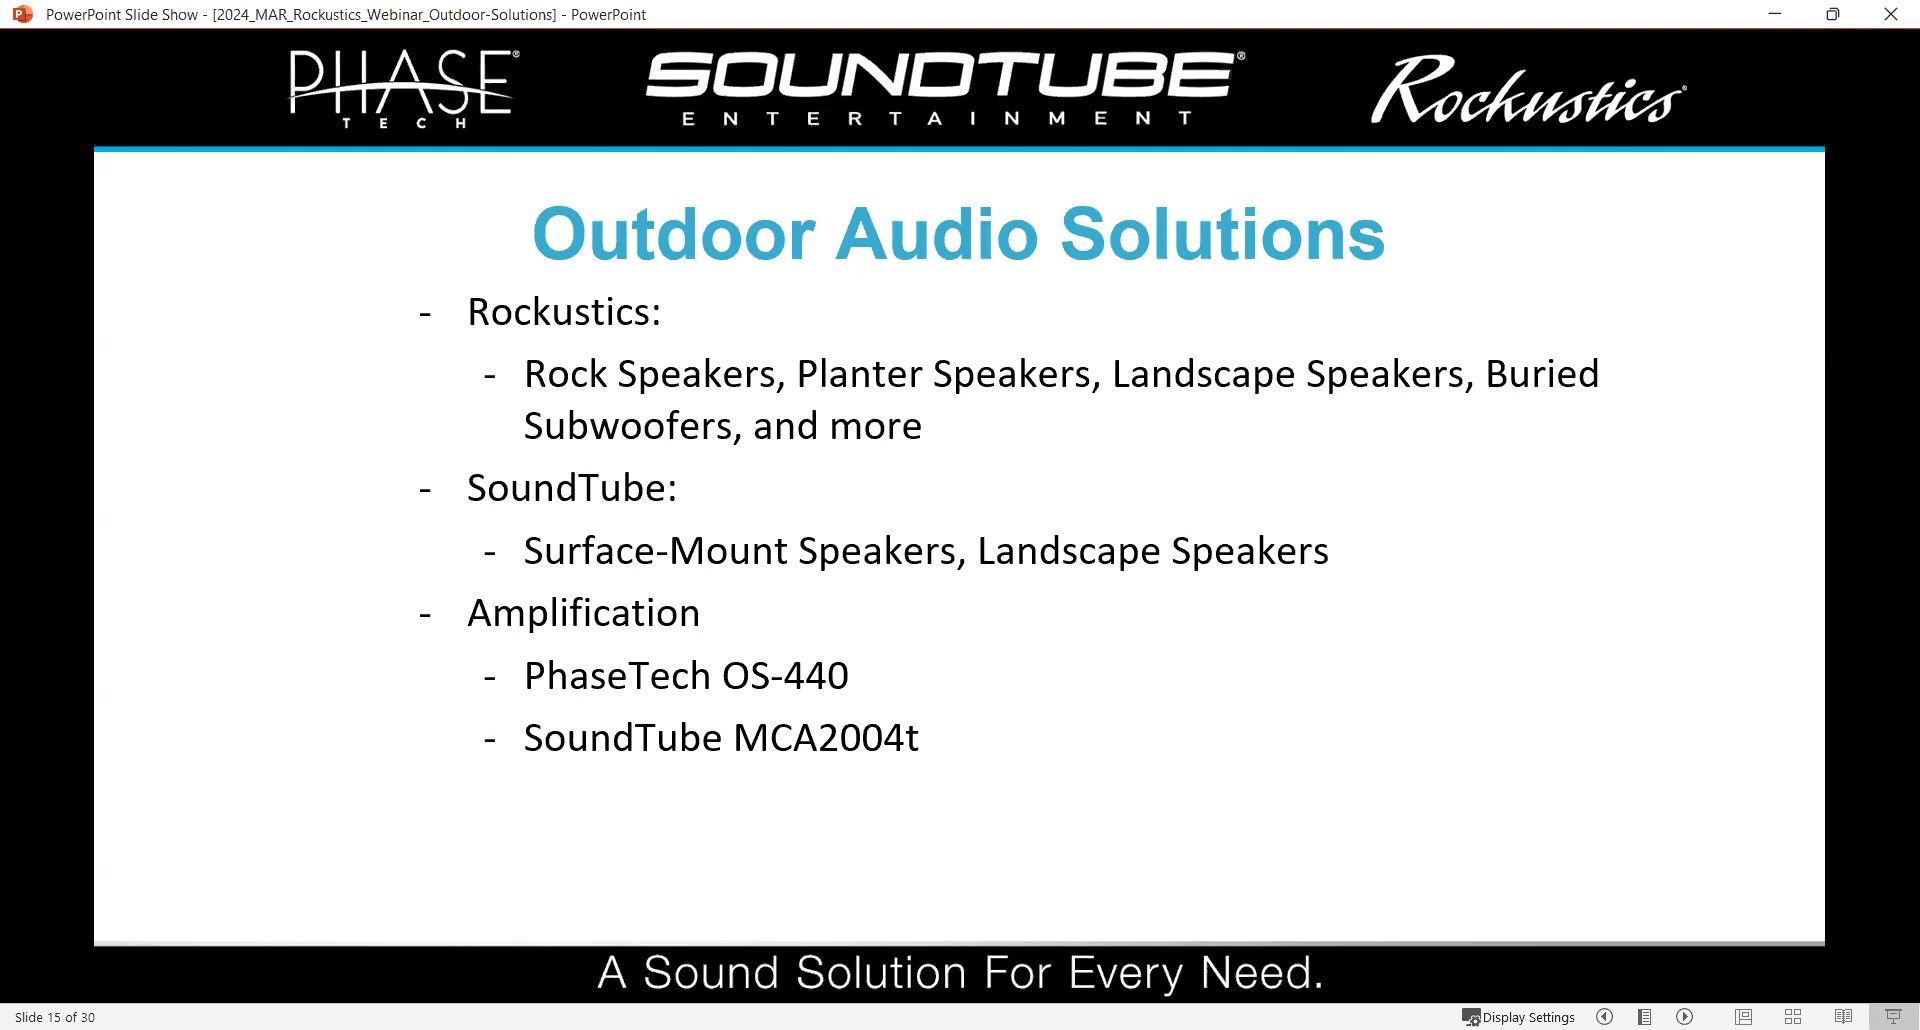 PowerPoint Slide Show - [2024_MAR_Rockustics_Webinar_Outdoor-Solutions] - PowerPoint
PHASE®
TECH
SOUNDTUBE®
ENTERTAINMENT
Rockustics®
Outdoor Audio Solutions
- Rockustics:
- Rock Speakers, Planter Speakers, Landscape Speakers, Buried
Subwoofers, and more
- SoundTube:
- Surface-Mount Speakers, Landscape Speakers
- Amplification
- PhaseTech OS-440
- SoundTube MCA2004t
A Sound Solution For Every Need.
Slide 15 of 30
Display Settings